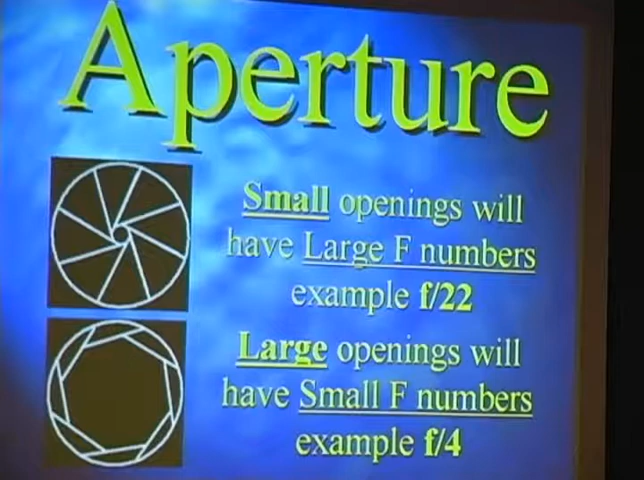 Aperture
Small openings will
have Large F numbers
example f/22
Large openings will
have Small F numbers
example f/4